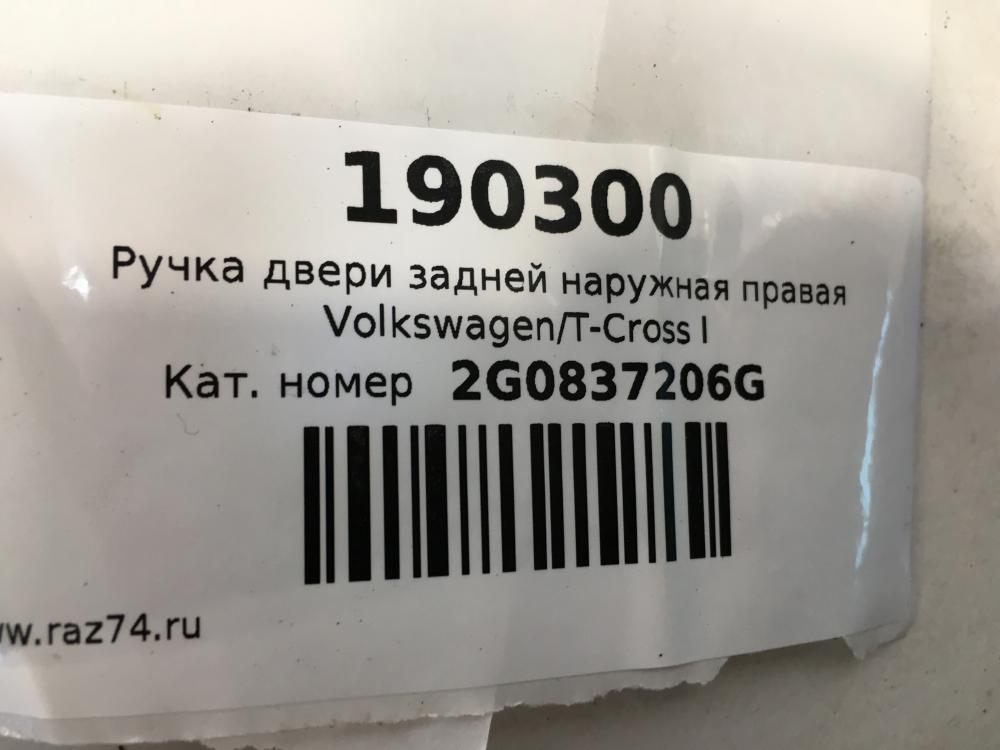 190300
Ручка двери задней наружная правая
Volkswagen/T-Cross I
Кат. номер 2G0837206G
w.raz74.ru